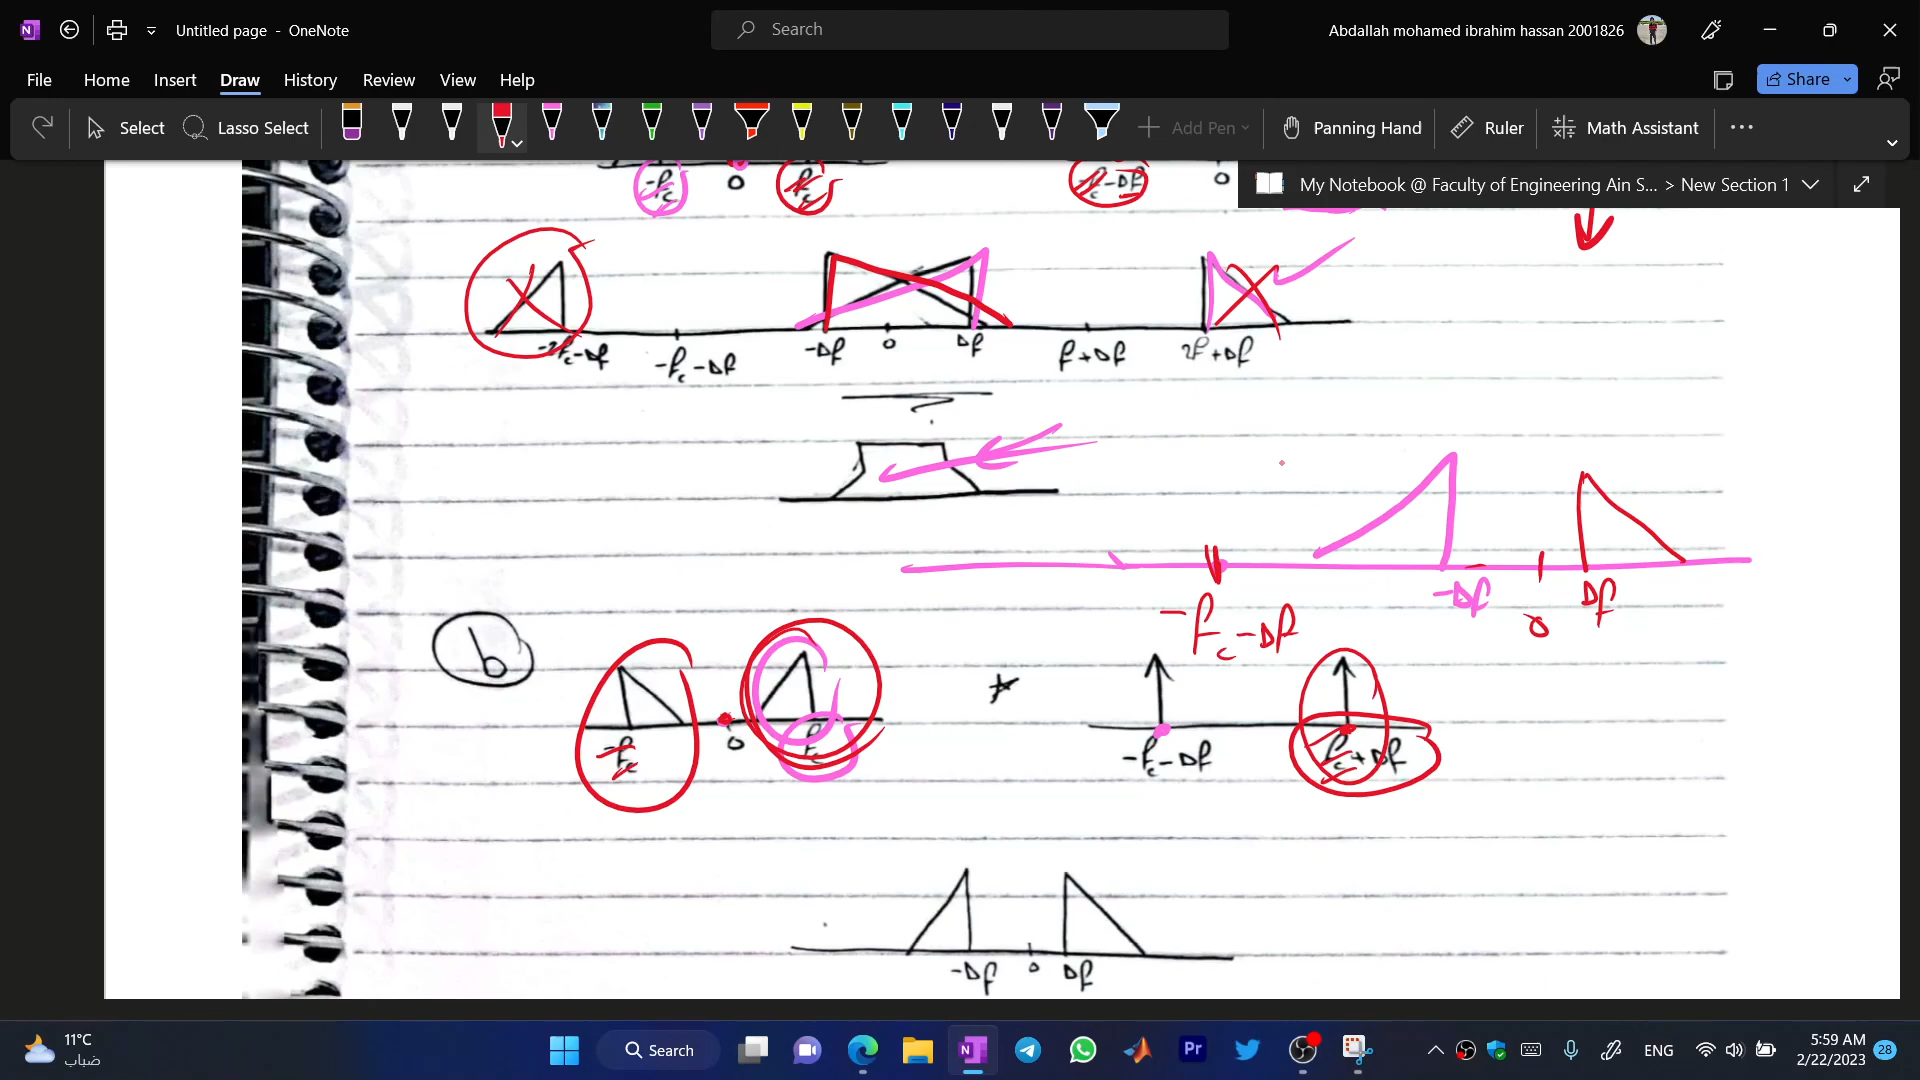 Untitled page - OneNote
Search
Abdallah mohamed ibrahim hassan 2001826
File Home Insert Draw History Review View Help
Share
Select Lasso Select Add Pen Panning Hand Ruler Math Assistant
My Notebook @ Faculty of Engineering Ain S... > New Section 1
-fc 0 fc -fc-Δf 0
-2fc-Δf -fc-Δf -Δf 0 Δf f+Δf 2f+Δf
-fc-Δf -Δf 0 Δf
b
-fc 0 fc * -fc-Δf fc+Δf
-Δf 0 Δf
11°C
ضباب
Search
Pr
ENG
5:59 AM
2/22/2023
28